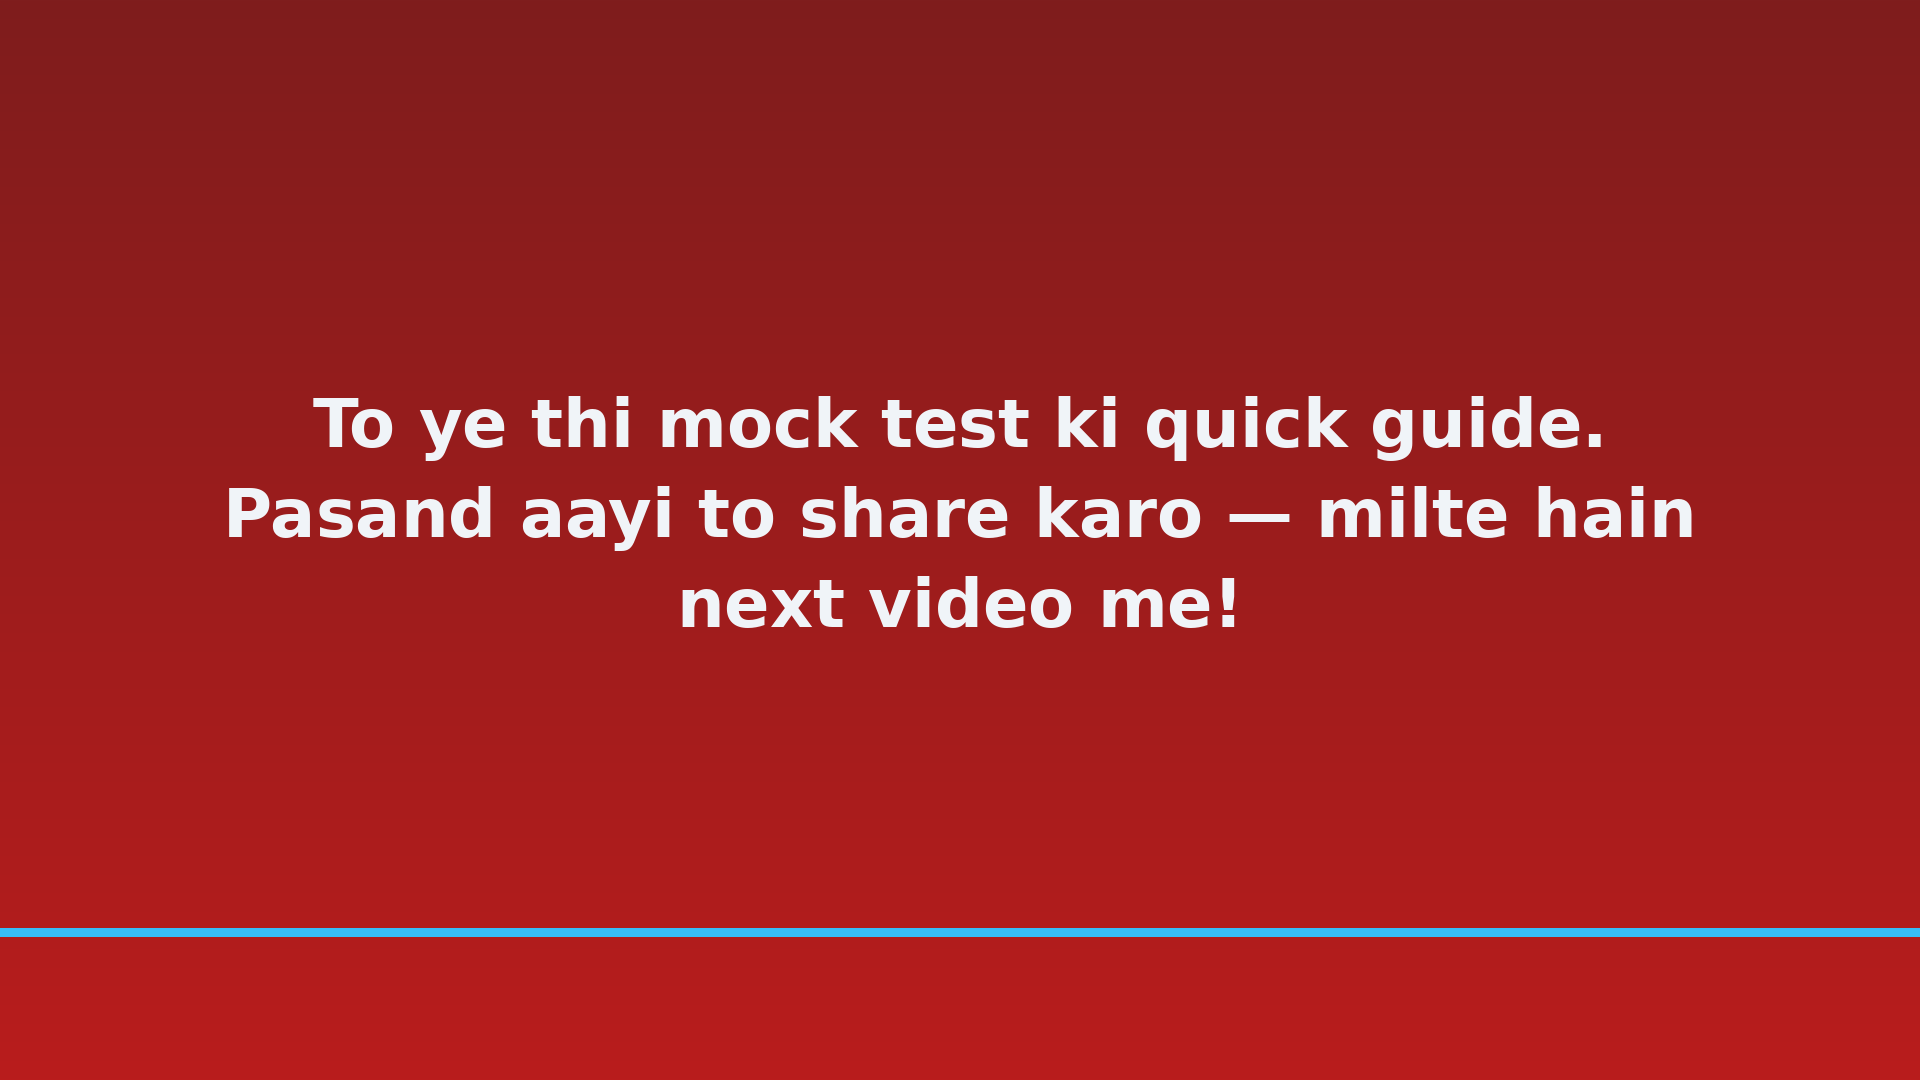 To ye thi mock test ki quick guide.
Pasand aayi to share karo — milte hain
next video me!